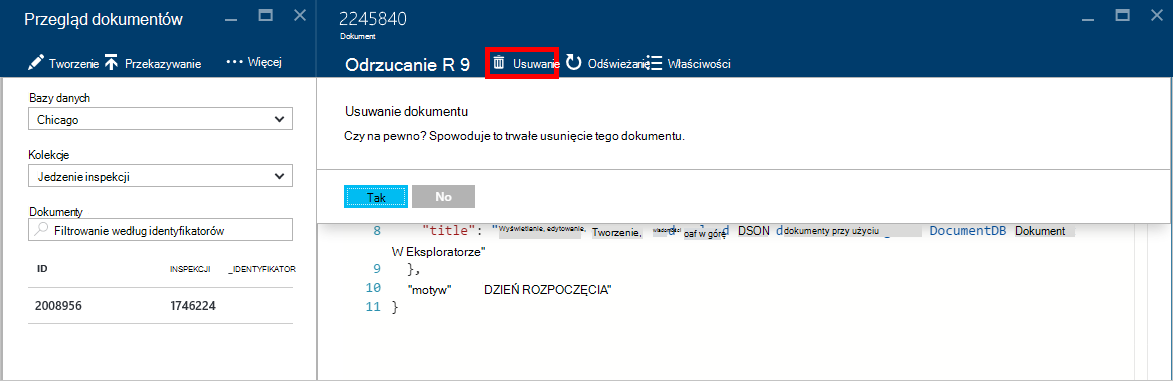 Przegląd dokumentów
Tworzenie Przekazywanie ... Więcej
Bazy danych
Chicago
Kolekcje
Jedzenie inspekcji
Dokumenty
Filtrowanie według identyfikatorów
ID INSPEKCJI _IDENTYFIKATOR
2008956 1746224
2245840
Dokument
Odrzucanie R 9 Usuwanie Odświeżanie Właściwości
Usuwanie dokumentu
Czy na pewno? Spowoduje to trwałe usunięcie tego dokumentu.
Tak No
8 "title": "Wyświetlanie, edytowanie, Tworzenie, wiadomości oaf w górę d DSON d dokumenty przy użyciu _ DocumentDB Dokument
W Eksploratorze"
9 },
10 "motyw" DZIEŃ ROZPOCZĘCIA"
11 }